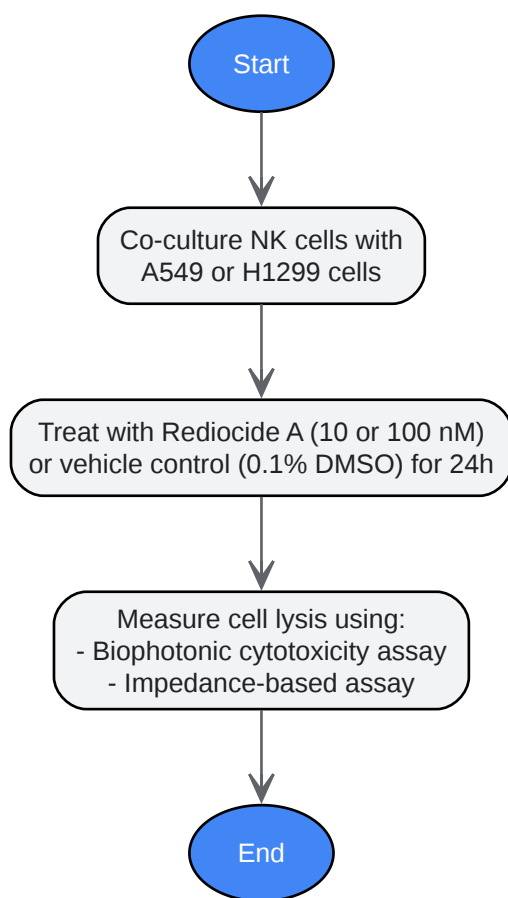 Start
Co-culture NK cells with
A549 or H1299 cells
Treat with Rediocide A (10 or 100 nM)
or vehicle control (0.1% DMSO) for 24h
Measure cell lysis using:
- Biophotonic cytotoxicity assay
- Impedance-based assay
End